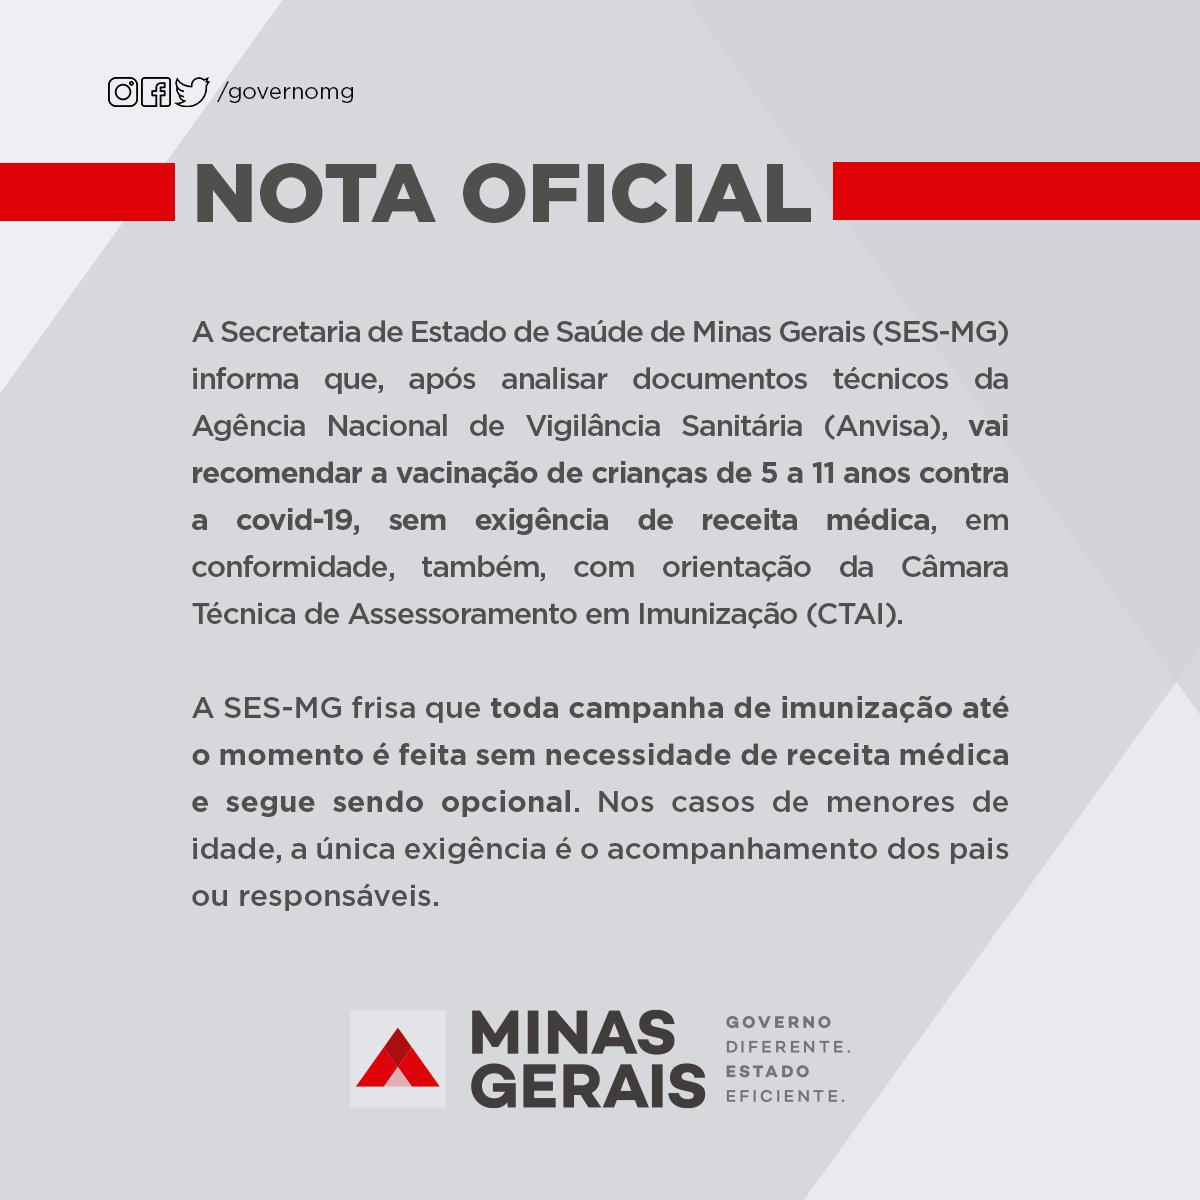 /governomg
NOTA OFICIAL
A Secretaria de Estado de Saúde de Minas Gerais (SES-MG)
informa que, após analisar documentos técnicos da
Agência Nacional de Vigilância Sanitária (Anvisa), vai
recomendar a vacinação de crianças de 5 a 11 anos contra
a covid-19, sem exigência de receita médica, em
conformidade, também, com orientação da Câmara
Técnica de Assessoramento em Imunização (CTAI).
A SES-MG frisa que toda campanha de imunização até
o momento é feita sem necessidade de receita médica
e segue sendo opcional. Nos casos de menores de
idade, a única exigência é o acompanhamento dos pais
ou responsáveis.
MINAS
GERAIS
GOVERNO
DIFERENTE.
ESTADO
EFICIENTE.